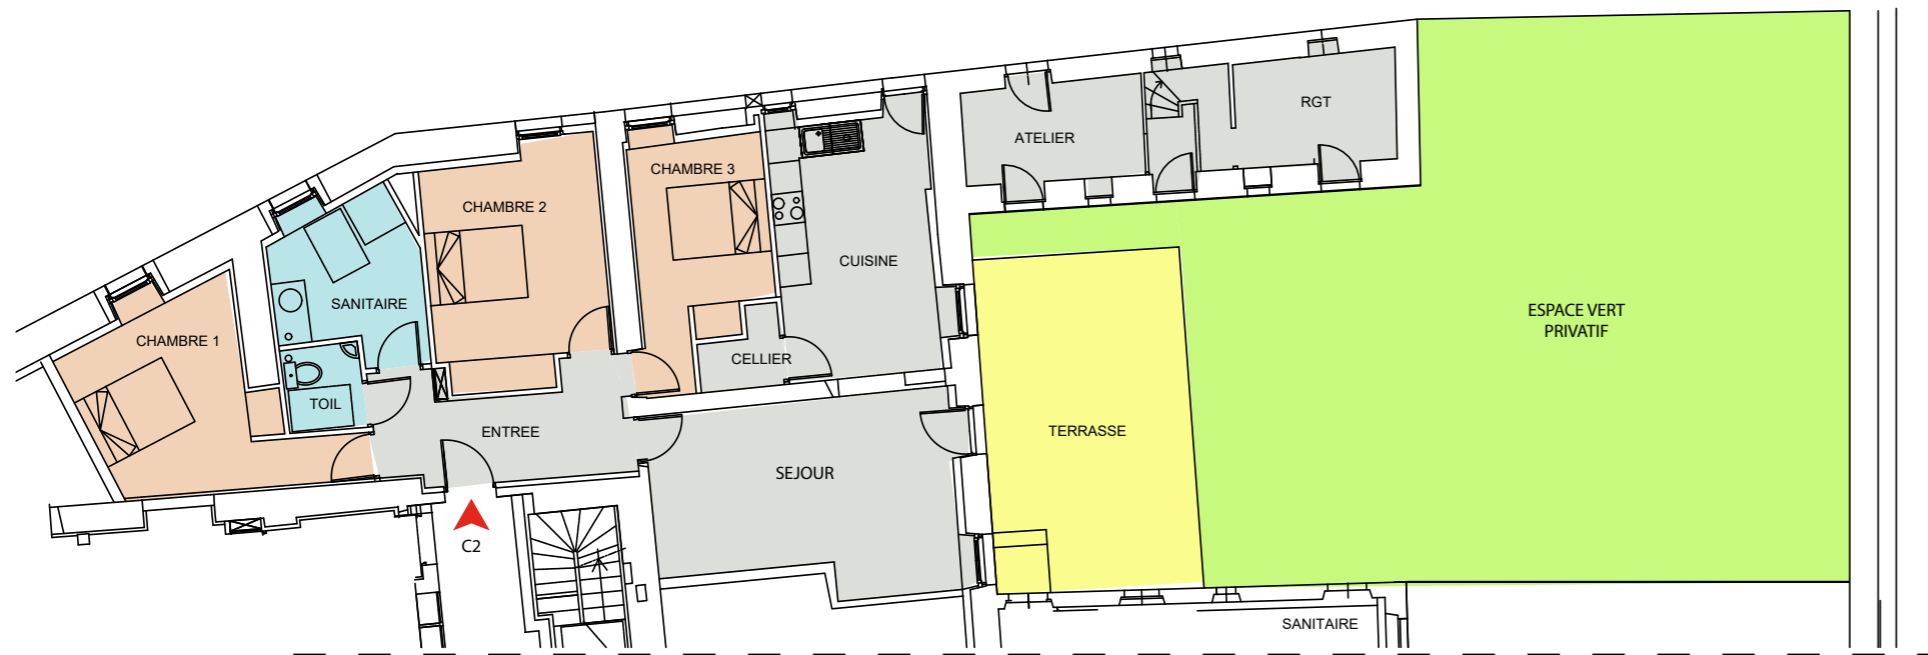 RGT
ATELIER
CHAMBRE 3
CHAMBRE 2
CUISINE
SANITAIRE
ESPACE VERT
PRIVATIF
CHAMBRE 1
CELLIER
TOIL
ENTREE
TERRASSE
SEJOUR
C2
SANITAIRE